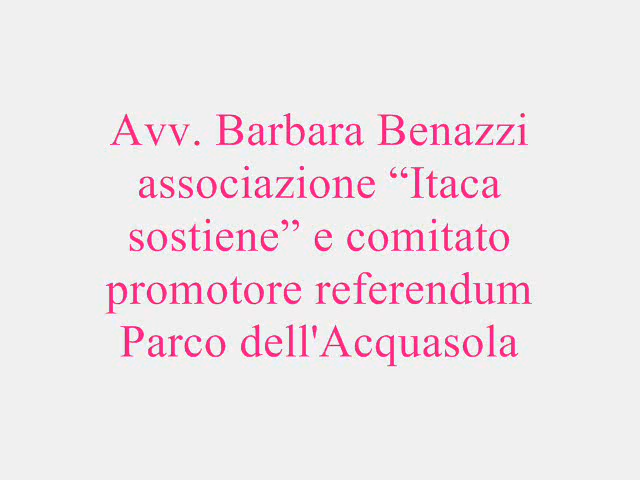 Avv. Barbara Benazzi
associazione “Itaca
sostiene” e comitato
promotore referendum
Parco dell'Acquasola